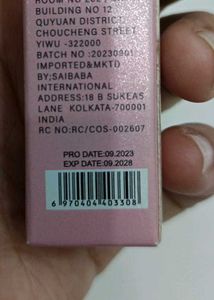 BUILDING NO 12
QUYUAN DISTRICT
CHOUCHENG STREET
YIWU -322000
BATCH NO :20230901
IMPORTED&MKTD
BY:SAIBABA
INTERNATIONAL
ADDRESS:18 B SUKEAS
LANE KOLKATA-700001
INDIA
RC NO:RC/COS-002607
PRO DATE:09.2023
EXP DATE:09.2028
6 970404 403308